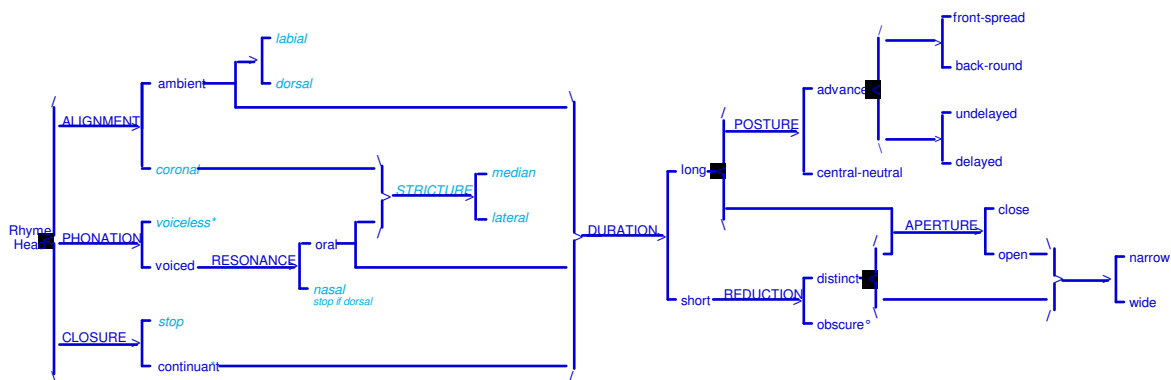 labial
ambient
dorsal
ALIGNMENT
coronal
STRICTURE
median
lateral
Rhyme
Head
PHONATION
voiceless*
voiced
RESONANCE
oral
nasal
stop if dorsal
CLOSURE
stop
continuant*
DURATION
long
POSTURE
advance
front-spread
back-round
undelayed
delayed
central-neutral
short
REDUCTION
distinct
obscure°
APERTURE
close
open
narrow
wide